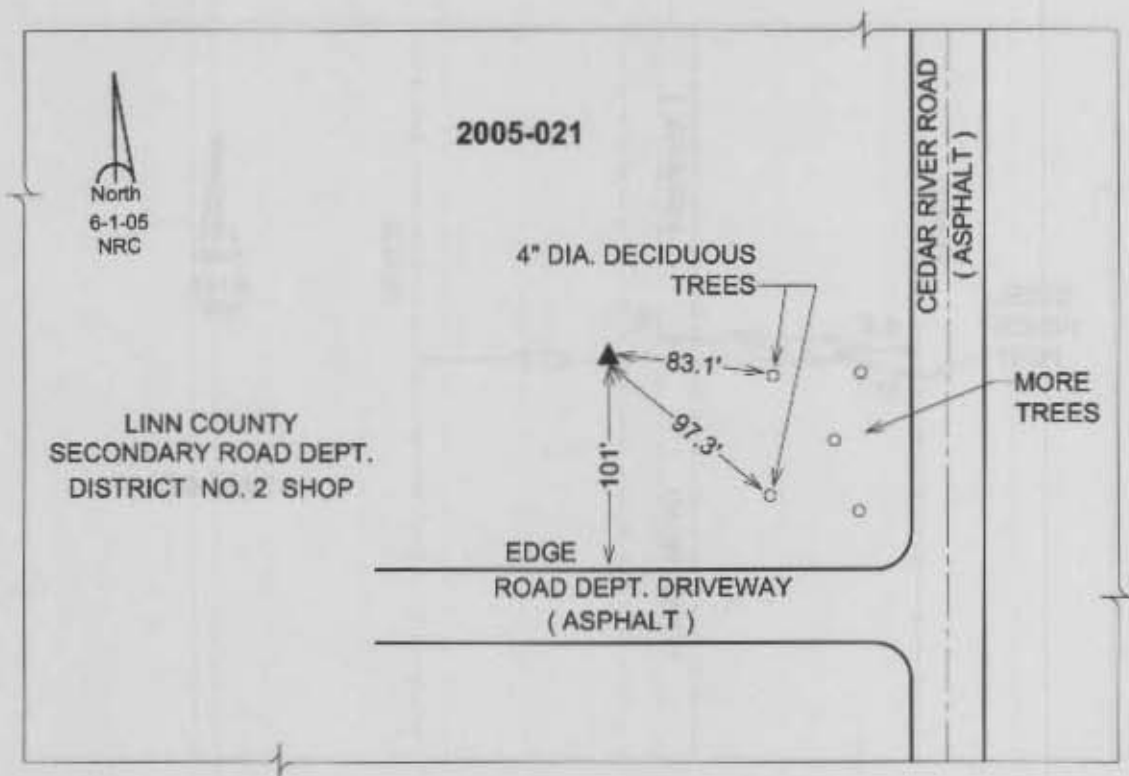 2005-021
North
6-1-05
NRC
CEDAR RIVER ROAD
( ASPHALT )
4" DIA. DECIDUOUS
TREES
83.1'
97.3'
101'
MORE
TREES
LINN COUNTY
SECONDARY ROAD DEPT.
DISTRICT NO. 2 SHOP
EDGE
ROAD DEPT. DRIVEWAY
( ASPHALT )